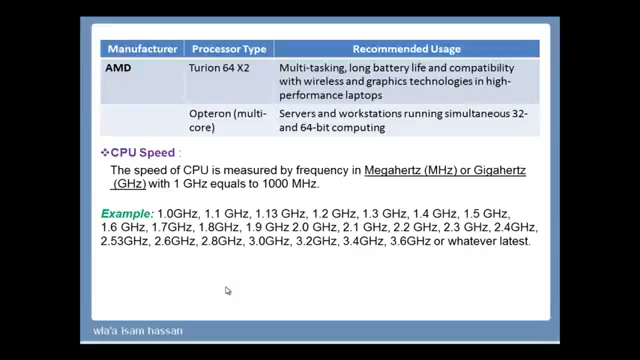 Manufacturer Processor Type Recommended Usage
AMD Turion 64 X2 Multi-tasking, long battery life and compatibility
with wireless and graphics technologies in high-
performance laptops
Opteron (multi- Servers and workstations running simultaneous 32-
core) and 64-bit computing
❖CPU Speed :
The speed of CPU is measured by frequency in Megahertz (MHz) or Gigahertz
(GHz) with 1 GHz equals to 1000 MHz.
Example: 1.0GHz, 1.1 GHz, 1.13 GHz, 1.2 GHz, 1.3 GHz, 1.4 GHz, 1.5 GHz,
1.6 GHz, 1.7GHz, 1.8GHz, 1.9 GHz 2.0 GHz, 2.1 GHz, 2.2 GHz, 2.3 GHz, 2.4GHz,
2.53GHz, 2.6GHz, 2.8GHz, 3.0GHz, 3.2GHz, 3.4GHz, 3.6GHz or whatever latest.
wla'a isam hassan